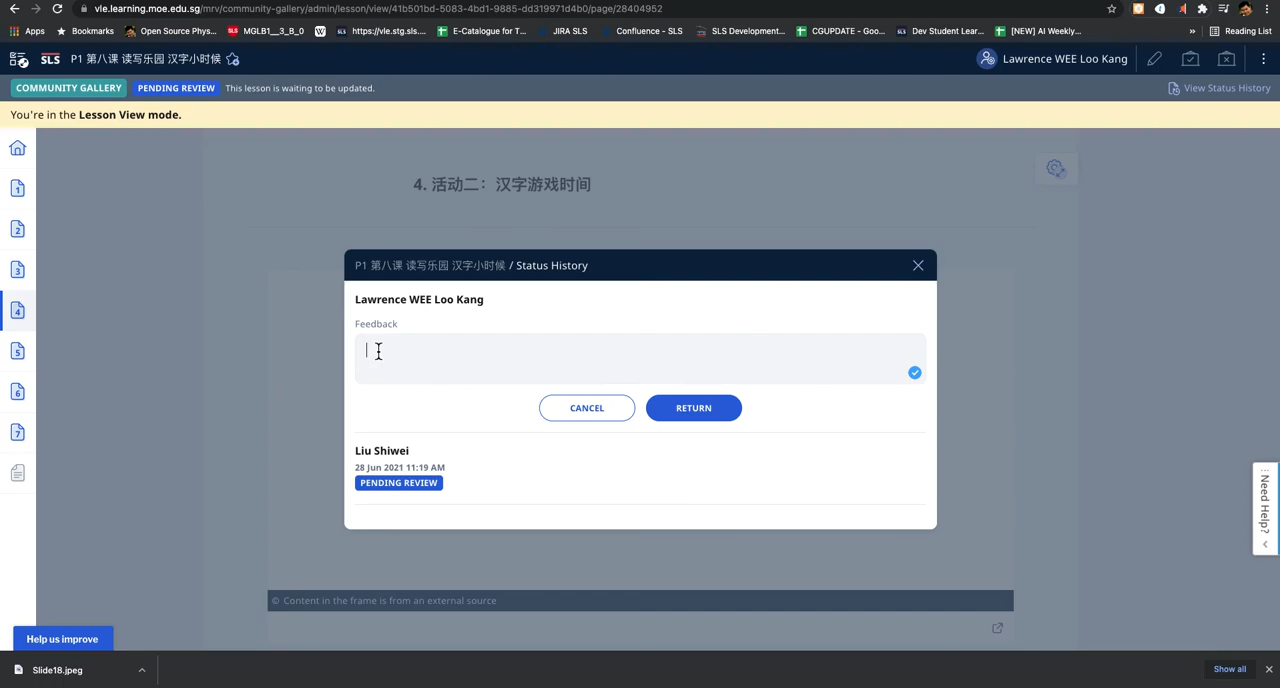 vle.learning.moe.edu.sg/mrv/community-gallery/admin/lesson/view/41b501bd-5083-4bd1-9885-dd319971d4b0/page/28404952
Apps Bookmarks Open Source Phys... MGLB1__3_B_0 https://vle.stg.sls.... E-Catalogue for T... JIRA SLS Confluence - SLS SLS Development... CGUPDATE - Goo... Dev Student Lear... [NEW] AI Weekly... » Reading List
SLS P1 第八课 读写乐园 汉字小时候 Lawrence WEE Loo Kang
COMMUNITY GALLERY PENDING REVIEW This lesson is waiting to be updated. View Status History
You're in the Lesson View mode.
4. 活动二：汉字游戏时间
1
2
3
4
5
6
7
P1 第八课 读写乐园 汉字小时候 / Status History
Lawrence WEE Loo Kang
Feedback
CANCEL RETURN
Liu Shiwei
28 Jun 2021 11:19 AM
PENDING REVIEW
Need Help?
© Content in the frame is from an external source
Help us improve
Slide18.jpeg Show all